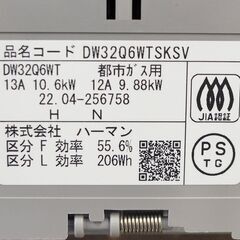 品名コード DW32Q6WTSKSV
DW32Q6WT 都市ガス用
13A 10.6kW 12A 9.88kW
22.04-256758
H N
JIA認証
株式会社 ハーマン
区分 F 効率 55.6%
区分 L 効率 206Wh
PS
TG